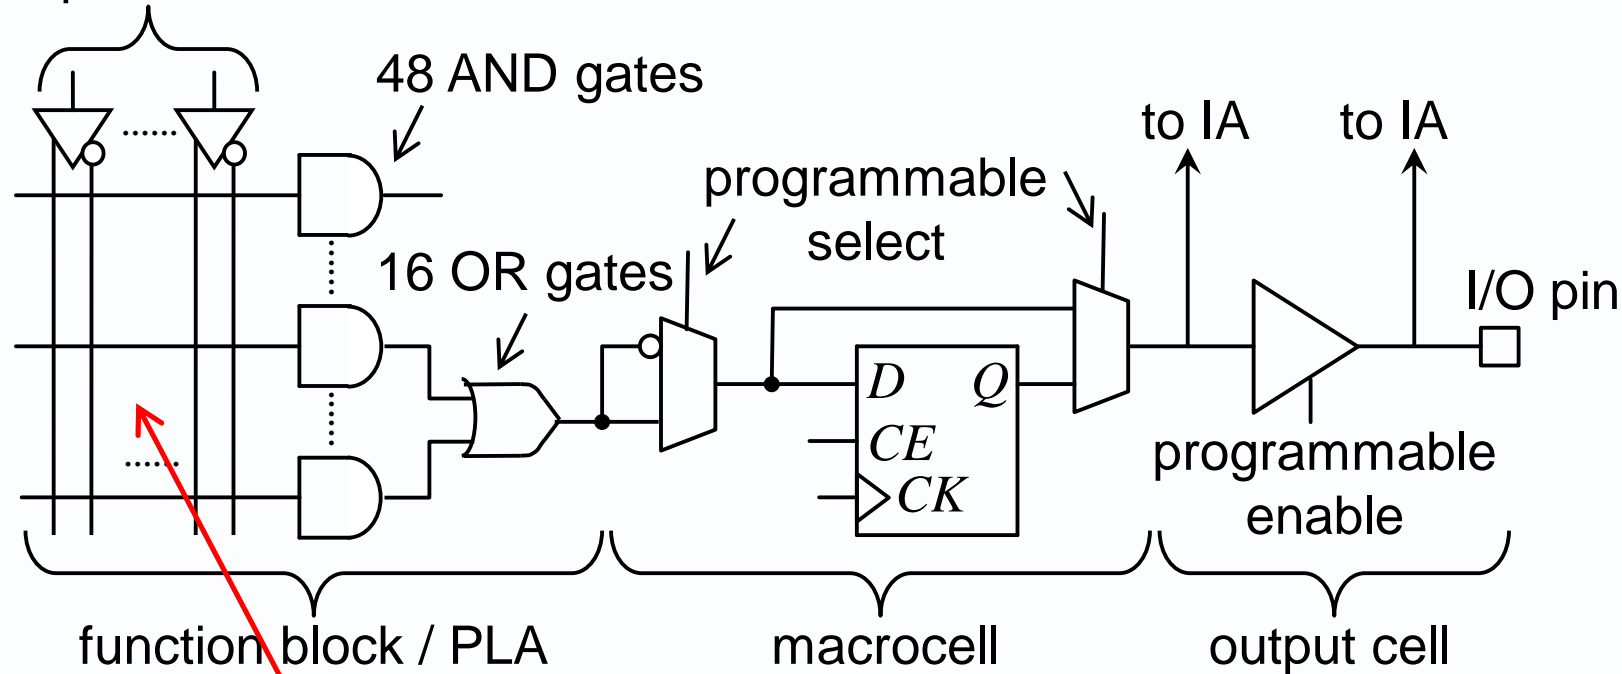 48 AND gates
to IA
to IA
programmable
select
16 OR gates
I/O pin
D Q
CE
CK
programmable
enable
function block / PLA
macrocell
output cell